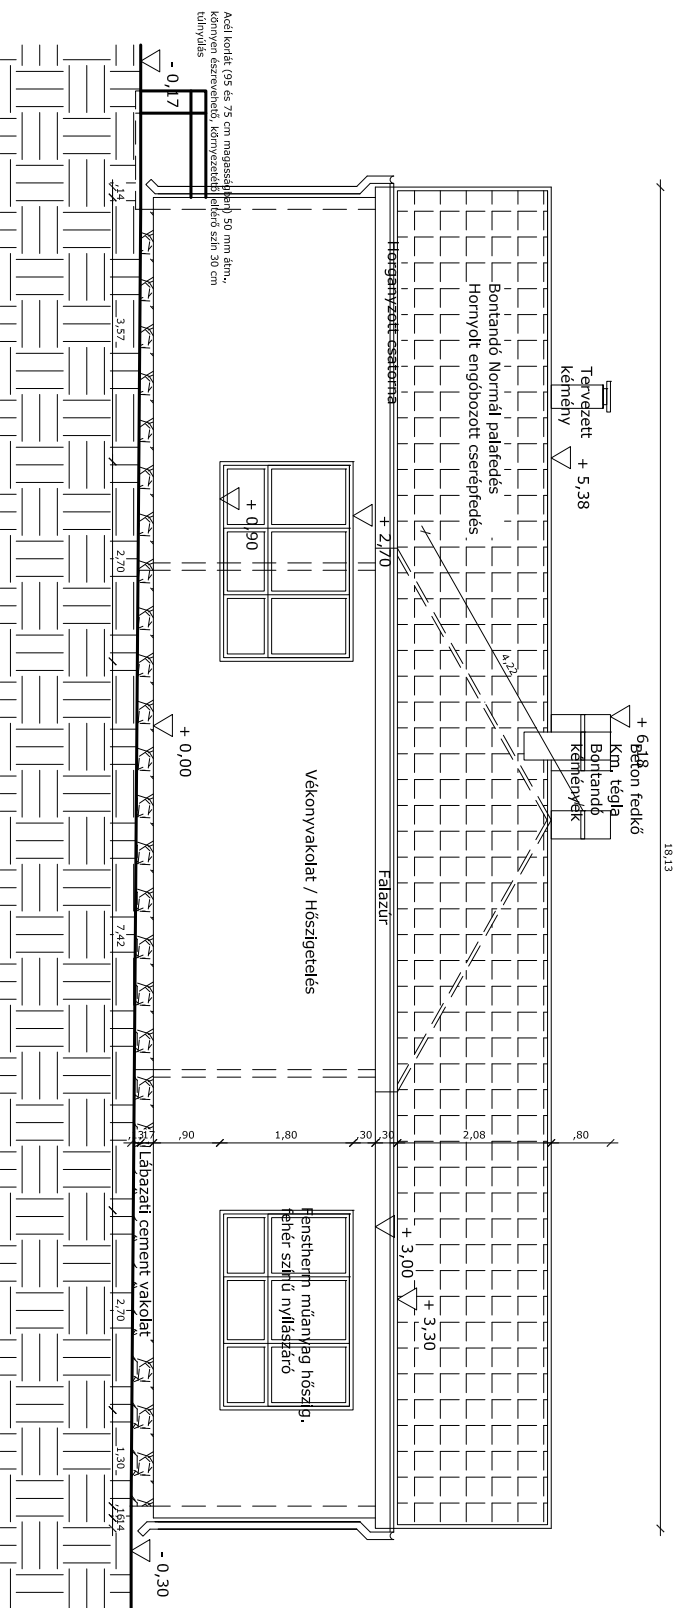 Acél korlát (95 és 75 cm magasságban) 50 mm átm.,
könnyen észrevehető, környezetétől eltérő szín 30 cm
túlnyúlás
- 0,17
Horganyzott csatorna
Bontandó Normál palafedés
Hornyolt engóbozott cserépfedés
Tervezett
kémény
+ 5,38
+ 0,90
+ 2,70
4,22
+ 6,18
Beton fedkő
Km. tégla
Bontandó
kémények
18,13
+ 0,00
Vékonyvakolat / Hőszigetelés
Falazúr
,13
,17
,90
1,80
,30
,30
2,08
,80
Lábazati cement vakolat
Fenstherm műanyag hőszig.
fehér színű nyílászáró
+ 3,00
+ 3,30
- 0,30
,14
3,57
2,70
7,42
2,70
1,30
,16
,14